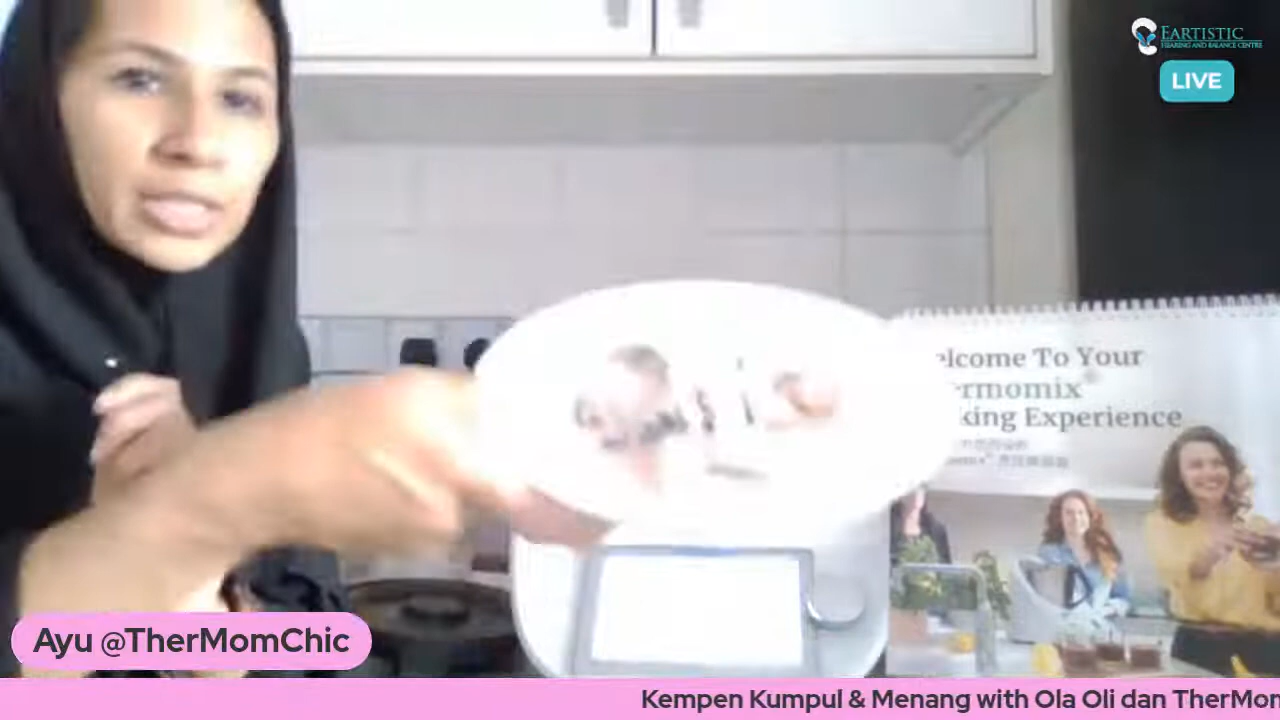 EARTISTIC
HEARING AND BALANCE CENTRE
LIVE
elcome To Your
ermomix®
king Experience
Ayu @TherMomChic
Kempen Kumpul & Menang with Ola Oli dan TherMom